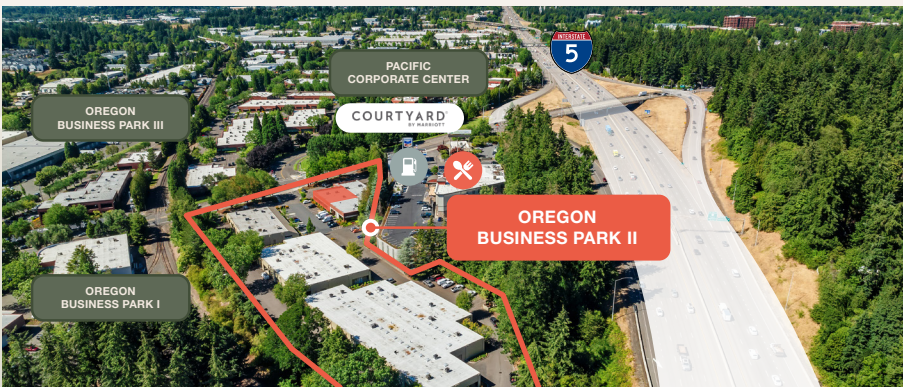 INTERSTATE
5
PACIFIC
CORPORATE CENTER
OREGON
BUSINESS PARK III
COURTYARD
BY MARRIOTT
OREGON
BUSINESS PARK II
OREGON
BUSINESS PARK I